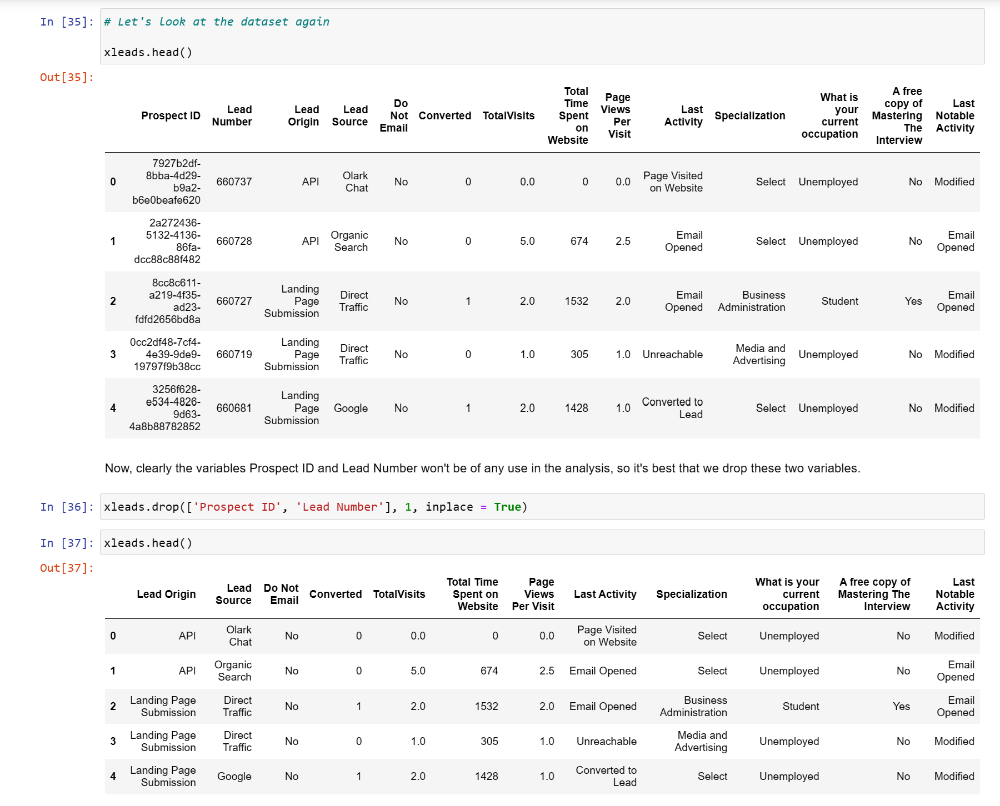 In [35]: # Let's look at the dataset again
xleads.head()
Out[35]:
Prospect ID Lead Number Lead Origin Lead Source Do Not Email Converted TotalVisits Total Time Spent on Website Page Views Per Visit Last Activity Specialization What is your current occupation A free copy of Mastering The Interview Last Notable Activity
0 7927b2df-8bba-4d29-b9a2-b6e0beafe620 660737 API Olark Chat No 0 0.0 0 0.0 Page Visited on Website Select Unemployed No Modified
1 2a272436-5132-4136-86fa-dcc88c88f482 660728 API Organic Search No 0 5.0 674 2.5 Email Opened Select Unemployed No Email Opened
2 8cc8c611-a219-4f35-ad23-fdfd2656bd8a 660727 Landing Page Submission Direct Traffic No 1 2.0 1532 2.0 Email Opened Business Administration Student Yes Email Opened
3 0cc2df48-7cf4-4e39-9de9-19797f9b38cc 660719 Landing Page Submission Direct Traffic No 0 1.0 305 1.0 Unreachable Media and Advertising Unemployed No Modified
4 3256f628-e534-4826-9d63-4a8b88782852 660681 Landing Page Submission Google No 1 2.0 1428 1.0 Converted to Lead Select Unemployed No Modified
Now, clearly the variables Prospect ID and Lead Number won't be of any use in the analysis, so it's best that we drop these two variables.
In [36]: xleads.drop(['Prospect ID', 'Lead Number'], 1, inplace = True)
In [37]: xleads.head()
Out[37]:
Lead Origin Lead Source Do Not Email Converted TotalVisits Total Time Spent on Website Page Views Per Visit Last Activity Specialization What is your current occupation A free copy of Mastering The Interview Last Notable Activity
0 API Olark Chat No 0 0.0 0 0.0 Page Visited on Website Select Unemployed No Modified
1 API Organic Search No 0 5.0 674 2.5 Email Opened Select Unemployed No Email Opened
2 Landing Page Submission Direct Traffic No 1 2.0 1532 2.0 Email Opened Business Administration Student Yes Email Opened
3 Landing Page Submission Direct Traffic No 0 1.0 305 1.0 Unreachable Media and Advertising Unemployed No Modified
4 Landing Page Submission Google No 1 2.0 1428 1.0 Converted to Lead Select Unemployed No Modified